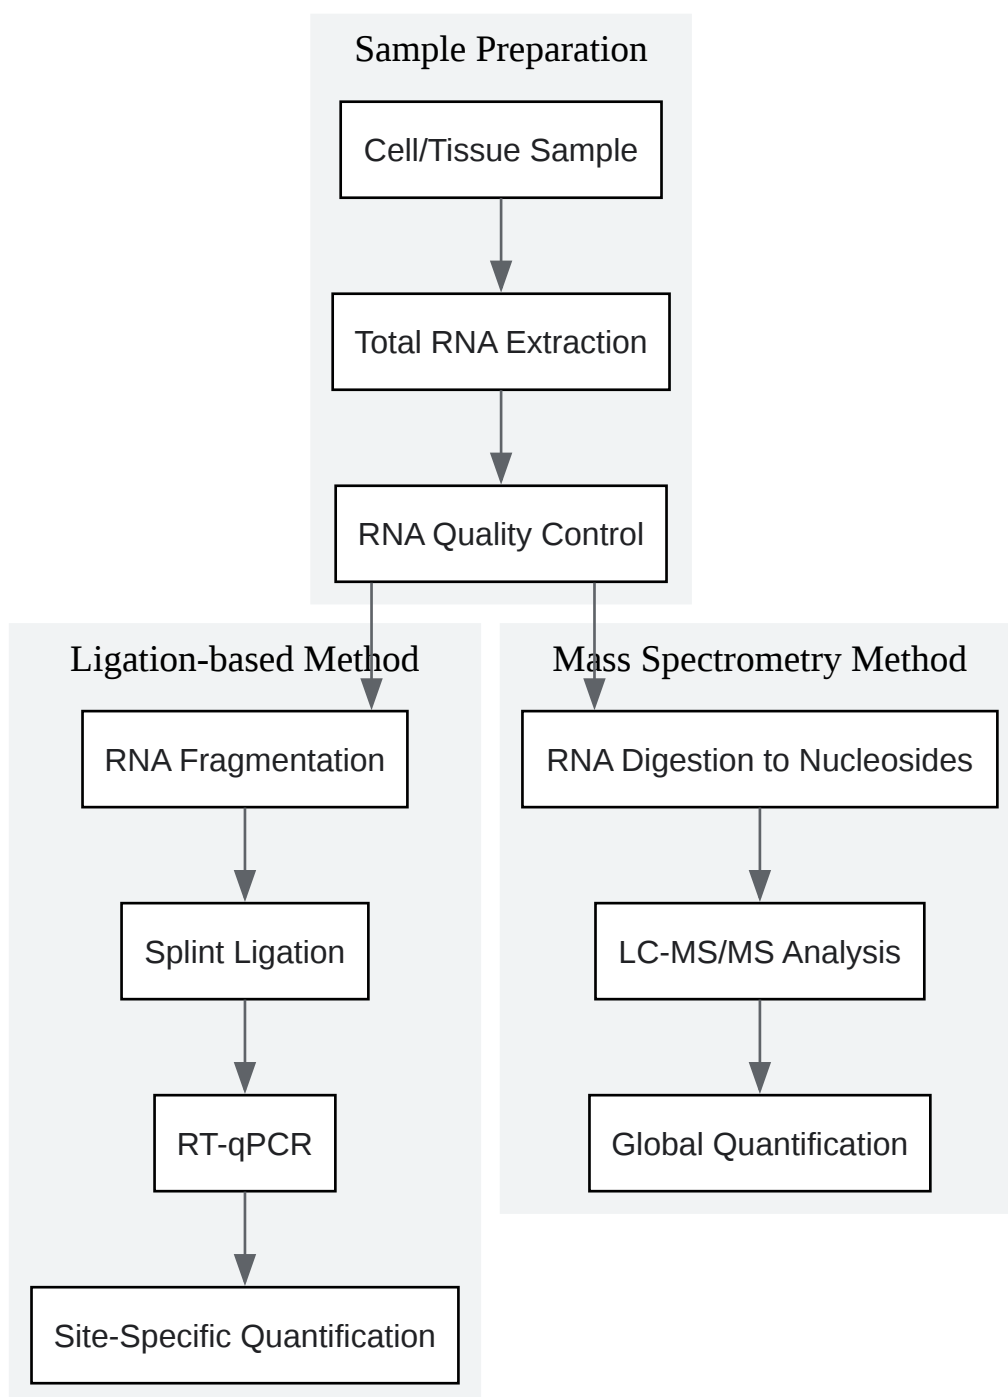 Sample Preparation
Cell/Tissue Sample
Total RNA Extraction
RNA Quality Control
Ligation-based Method
RNA Fragmentation
Splint Ligation
RT-qPCR
Site-Specific Quantification
Mass Spectrometry Method
RNA Digestion to Nucleosides
LC-MS/MS Analysis
Global Quantification